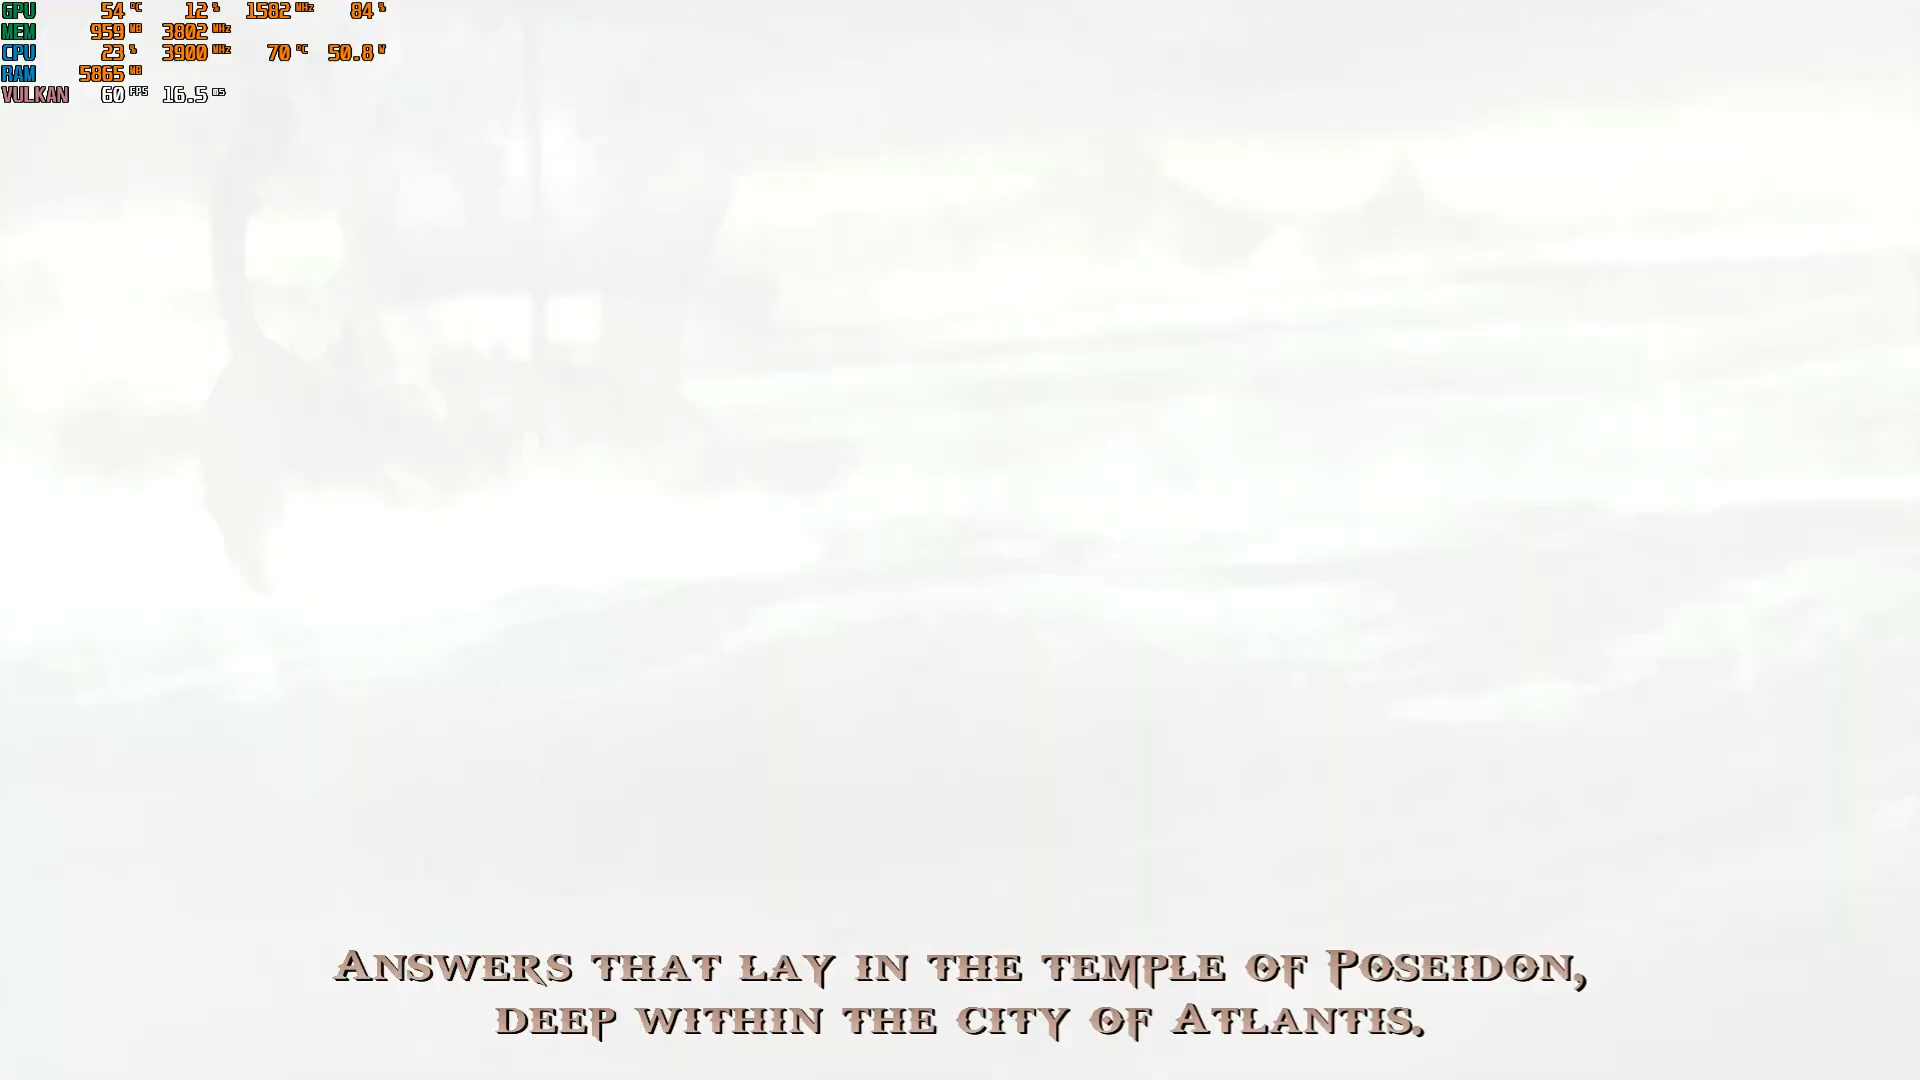 GPU 54 °C 12 % 1582 MHz 84 %
MEM 959 MB 3802 MHz
CPU 23 % 3900 MHz 70 °C 50.8 W
RAM 5865 MB
VULKAN 60 FPS 16.5 ms
Answers that lay in the temple of Poseidon,
deep within the city of Atlantis.